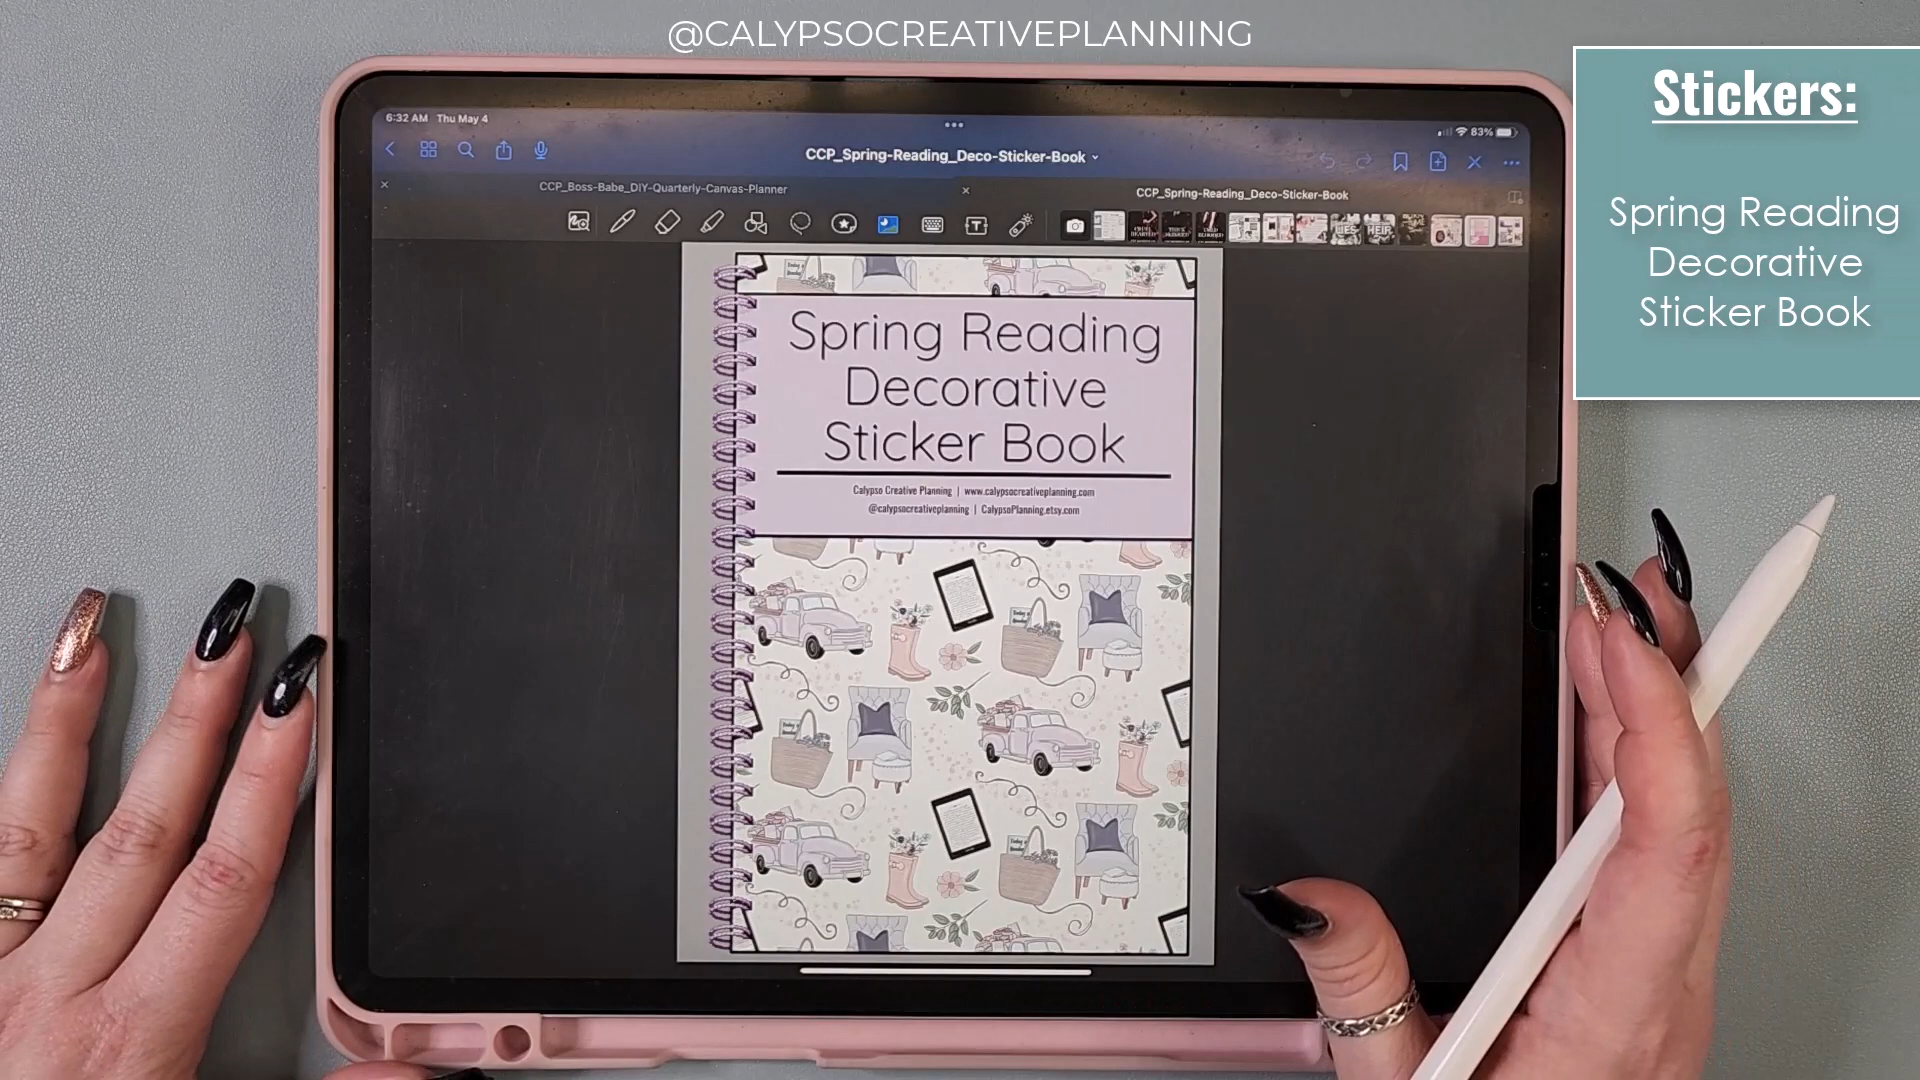 @CALYPSOCREATIVEPLANNING
Stickers:
Spring Reading
Decorative
Sticker Book
6:32 AM Thu May 4
83%
CCP_Spring-Reading_Deco-Sticker-Book
CCP_Boss-Babe_DIY-Quarterly-Canvas-Planner
CCP_Spring-Reading_Deco-Sticker-Book
LIES
HEIR
Spring Reading
Decorative
Sticker Book
Calypso Creative Planning | www.calypsocreativeplanning.com
@calypsocreativeplanning | CalypsoPlanning.etsy.com